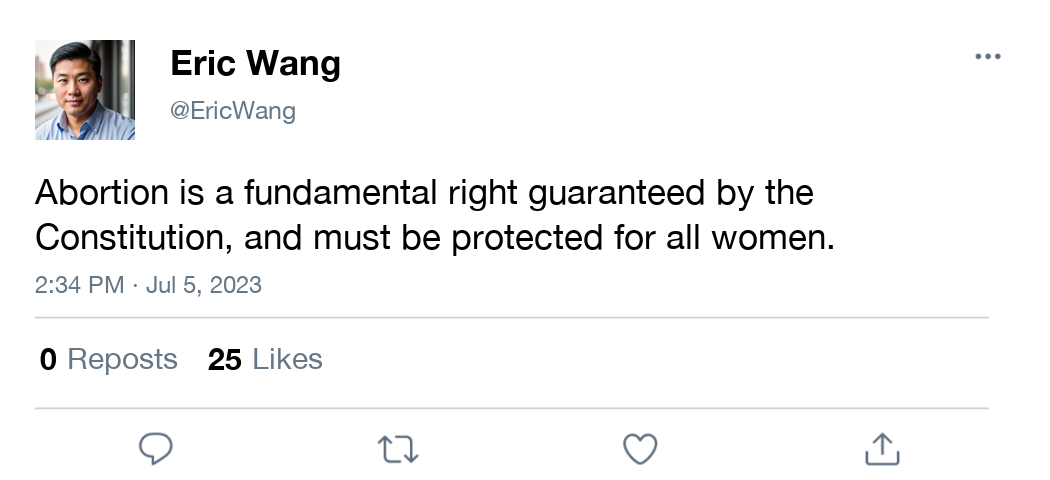 Eric Wang
@EricWang
Abortion is a fundamental right guaranteed by the
Constitution, and must be protected for all women.
2:34 PM · Jul 5, 2023
0 Reposts 25 Likes